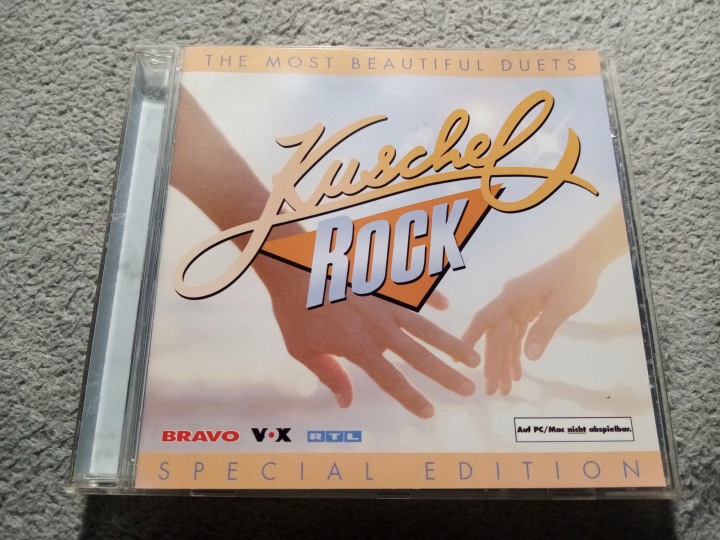 THE MOST BEAUTIFUL DUETS
Kuschel
ROCK
BRAVO VOX RTL
Auf PC/Mac nicht abspielbar.
SPECIAL EDITION